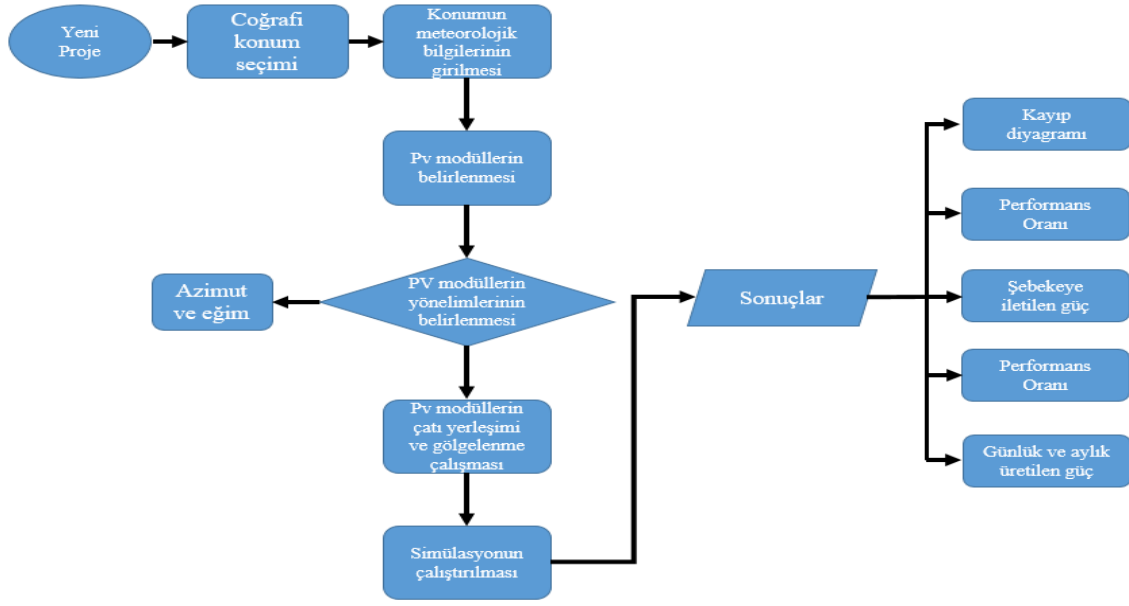 Yeni
Proje
Coğrafi
konum
seçimi
Konumun
meteorolojik
bilgilerinin
girilmesi
Pv modüllerin
belirlenmesi
PV modüllerin
yönelimlerinin
belirlenmesi
Azimut
ve eğim
Pv modüllerin
çatı yerleşimi
ve gölgelenme
çalışması
Simülasyonun
çalıştırılması
Sonuçlar
Kayıp
diyagramı
Performans
Oranı
Şebekeye
iletilen güç
Performans
Oranı
Günlük ve aylık
üretilen güç